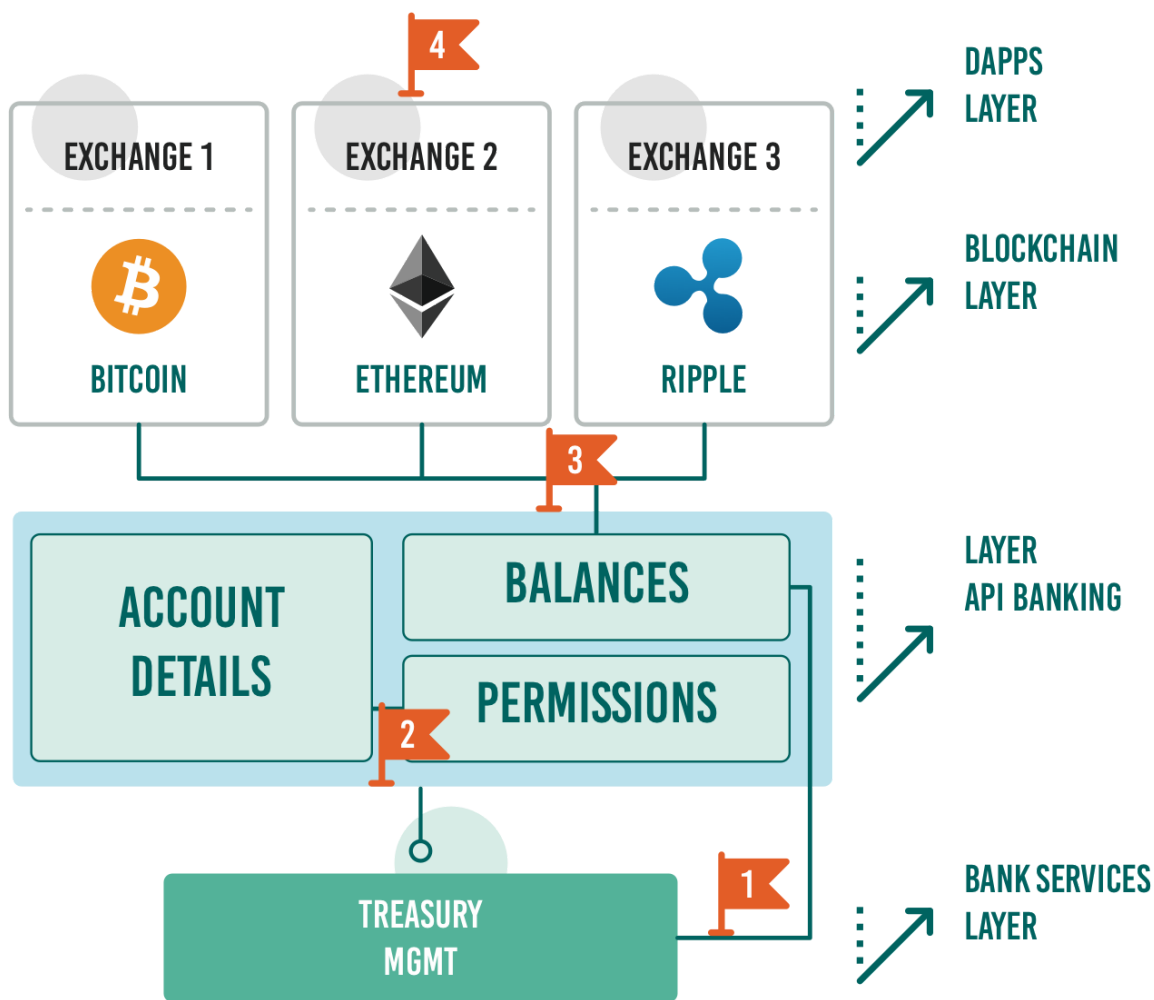 4
DAPPS
LAYER
EXCHANGE 1
EXCHANGE 2
EXCHANGE 3
BLOCKCHAIN
LAYER
BITCOIN
ETHEREUM
RIPPLE
3
LAYER
API BANKING
ACCOUNT
DETAILS
BALANCES
PERMISSIONS
2
1
BANK SERVICES
LAYER
TREASURY
MGMT